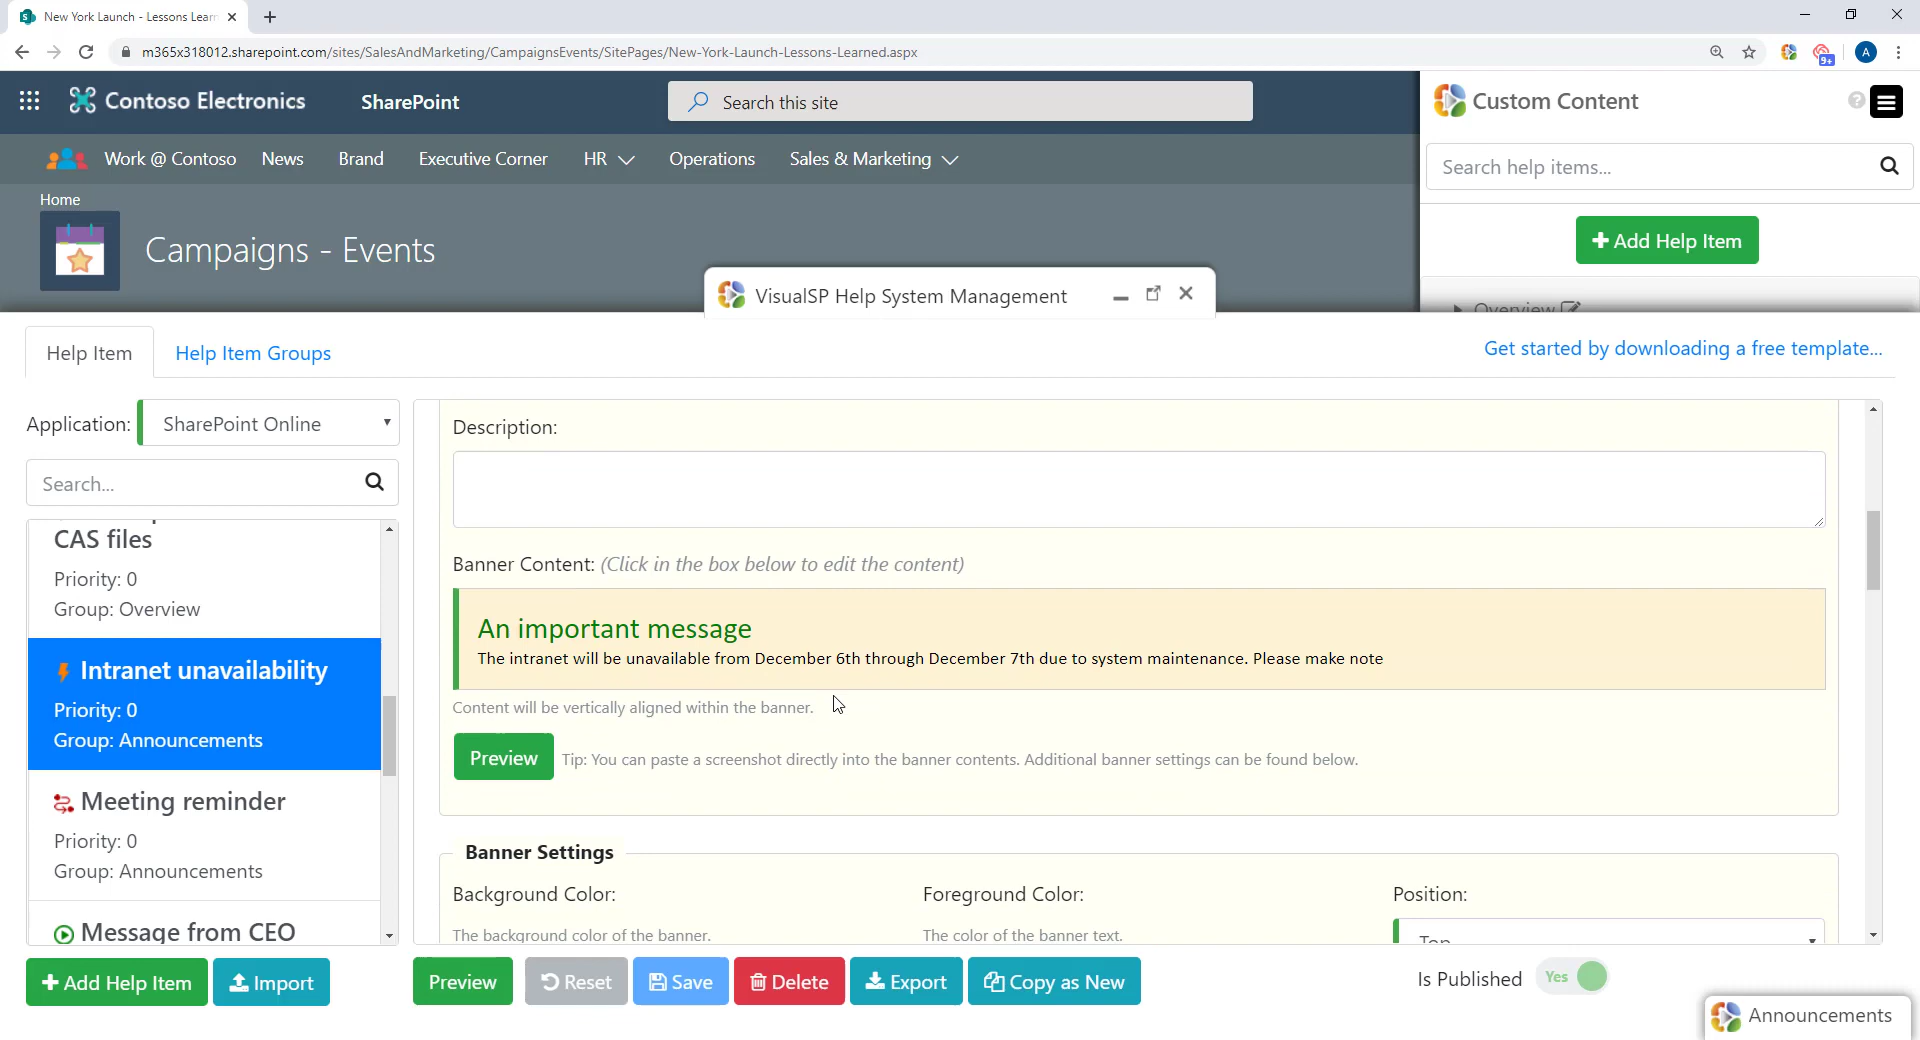 New York Launch - Lessons Learn
m365x318012.sharepoint.com/sites/SalesAndMarketing/CampaignsEvents/SitePages/New-York-Launch-Lessons-Learned.aspx
9+
A
Contoso Electronics
SharePoint
Search this site
Custom Content
Work @ Contoso
News
Brand
Executive Corner
HR
Operations
Sales & Marketing
Search help items...
Home
Add Help Item
Campaigns - Events
VisualSP Help System Management
Overview
Help Item
Help Item Groups
Get started by downloading a free template...
Application:
SharePoint Online
Search...
CAS files
Priority: 0
Group: Overview
Intranet unavailability
Priority: 0
Group: Announcements
Meeting reminder
Priority: 0
Group: Announcements
Message from CEO
Description:
Banner Content: (Click in the box below to edit the content)
An important message
The intranet will be unavailable from December 6th through December 7th due to system maintenance. Please make note
Content will be vertically aligned within the banner.
Preview
Tip: You can paste a screenshot directly into the banner contents. Additional banner settings can be found below.
Banner Settings
Background Color:
The background color of the banner.
Foreground Color:
The color of the banner text.
Position:
Top
Add Help Item
Import
Preview
Reset
Save
Delete
Export
Copy as New
Is Published
Yes
Announcements